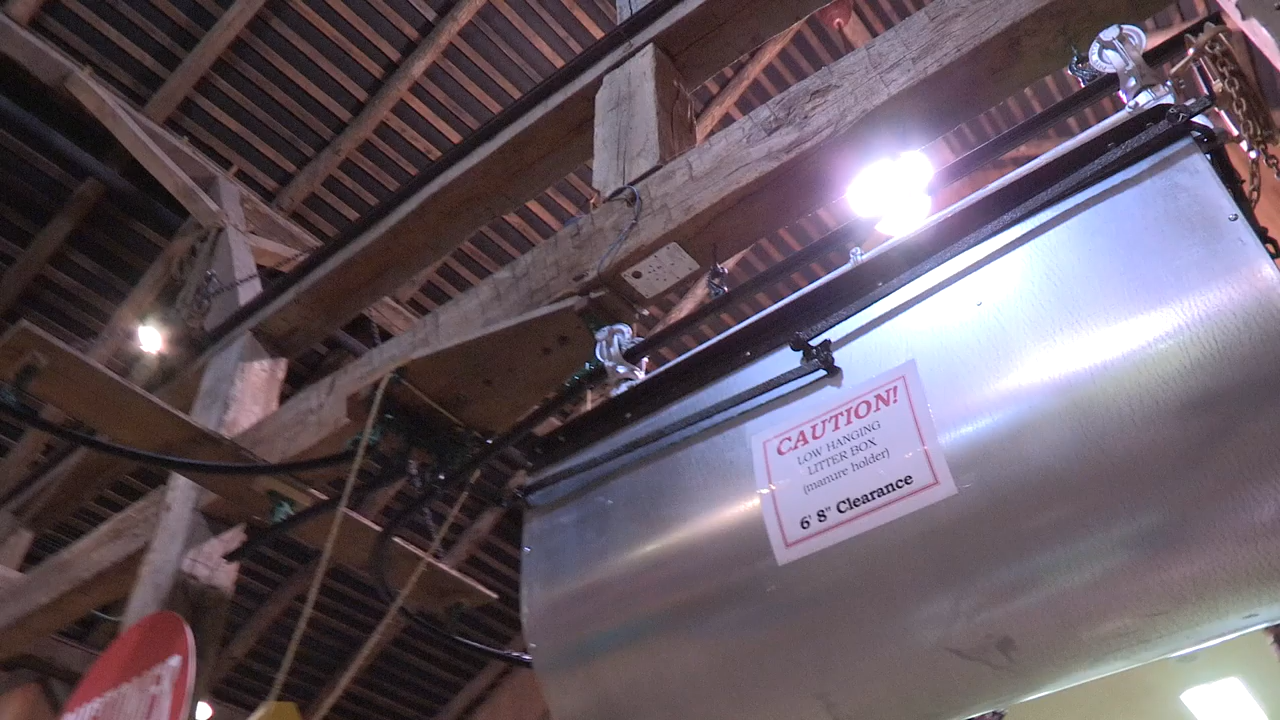 CAUTION!
LOW HANGING
LITTER BOX
(manure holder)
6' 8" Clearance